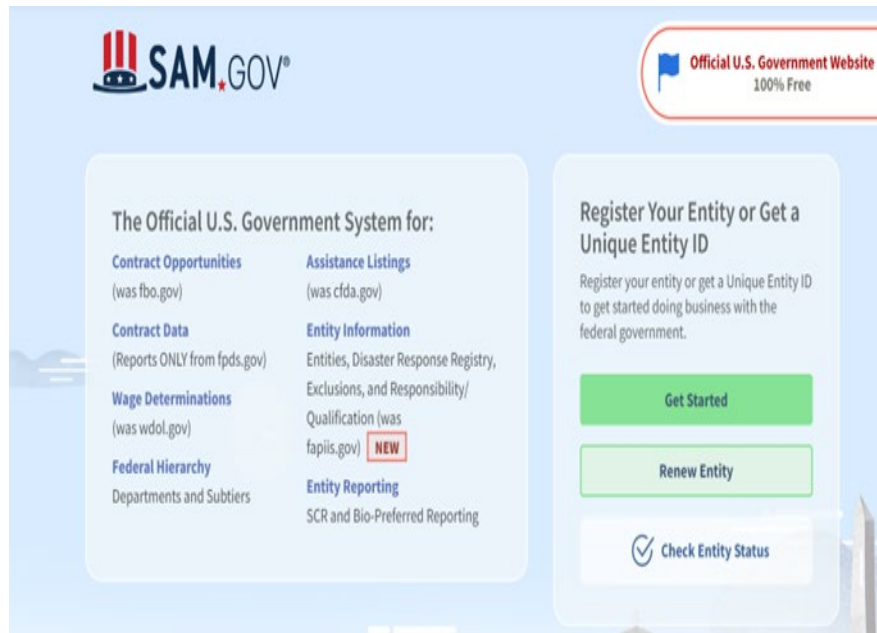 SAM.GOV®
Official U.S. Government Website
100% Free
The Official U.S. Government System for:
Contract Opportunities
(was fbo.gov)
Contract Data
(Reports ONLY from fpds.gov)
Wage Determinations
(was wdol.gov)
Federal Hierarchy
Departments and Subtiers
Assistance Listings
(was cfda.gov)
Entity Information
Entities, Disaster Response Registry,
Exclusions, and Responsibility/
Qualification (was
fapiis.gov) NEW
Entity Reporting
SCR and Bio-Preferred Reporting
Register Your Entity or Get a
Unique Entity ID
Register your entity or get a Unique Entity ID
to get started doing business with the
federal government.
Get Started
Renew Entity
Check Entity Status